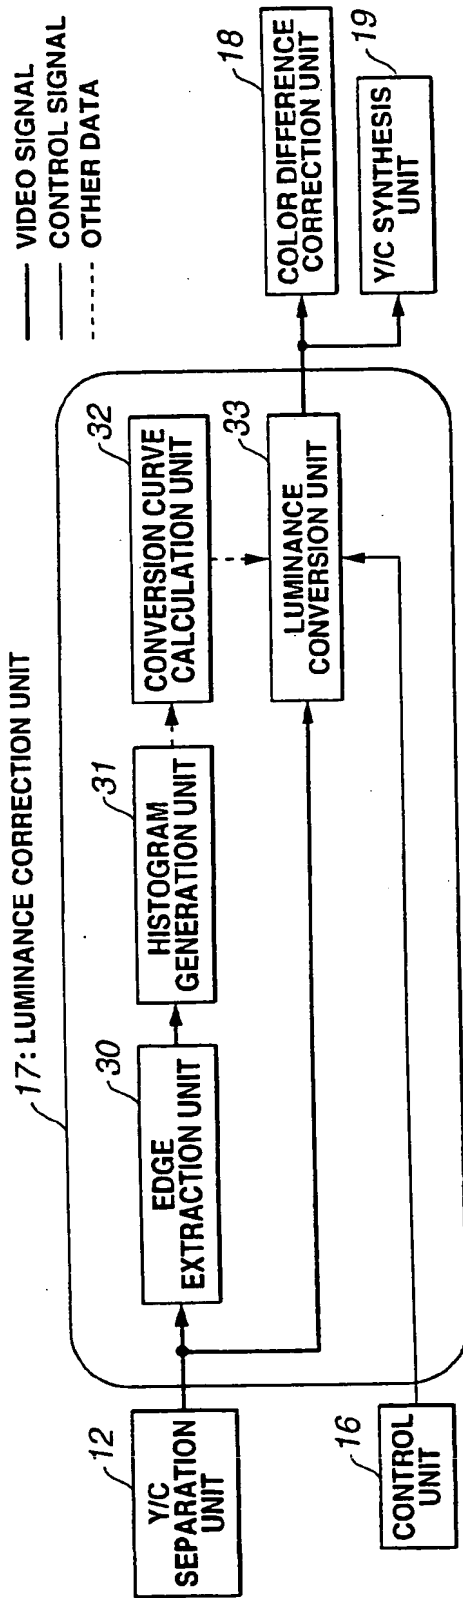 VIDEO SIGNAL
CONTROL SIGNAL
OTHER DATA
17: LUMINANCE CORRECTION UNIT
12
Y/C
SEPARATION
UNIT
30
EDGE
EXTRACTION UNIT
31
HISTOGRAM
GENERATION UNIT
32
CONVERSION CURVE
CALCULATION UNIT
33
LUMINANCE
CONVERSION UNIT
18
COLOR DIFFERENCE
CORRECTION UNIT
19
Y/C SYNTHESIS
UNIT
16
CONTROL
UNIT